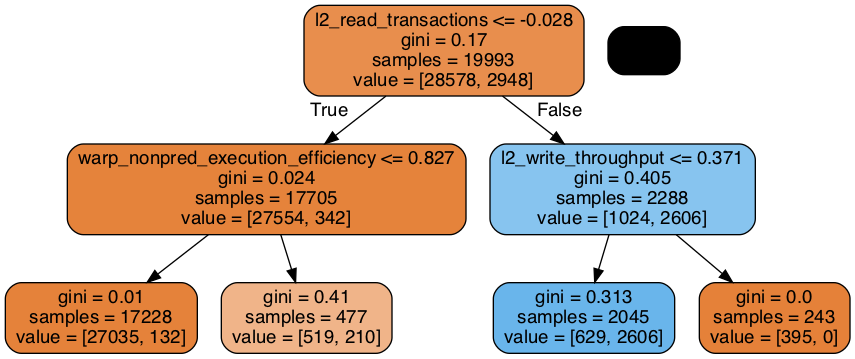 l2_read_transactions <= -0.028
gini = 0.17
samples = 19993
value = [28578, 2948]
True
False
warp_nonpred_execution_efficiency <= 0.827
gini = 0.024
samples = 17705
value = [27554, 342]
l2_write_throughput <= 0.371
gini = 0.405
samples = 2288
value = [1024, 2606]
gini = 0.01
samples = 17228
value = [27035, 132]
gini = 0.41
samples = 477
value = [519, 210]
gini = 0.313
samples = 2045
value = [629, 2606]
gini = 0.0
samples = 243
value = [395, 0]